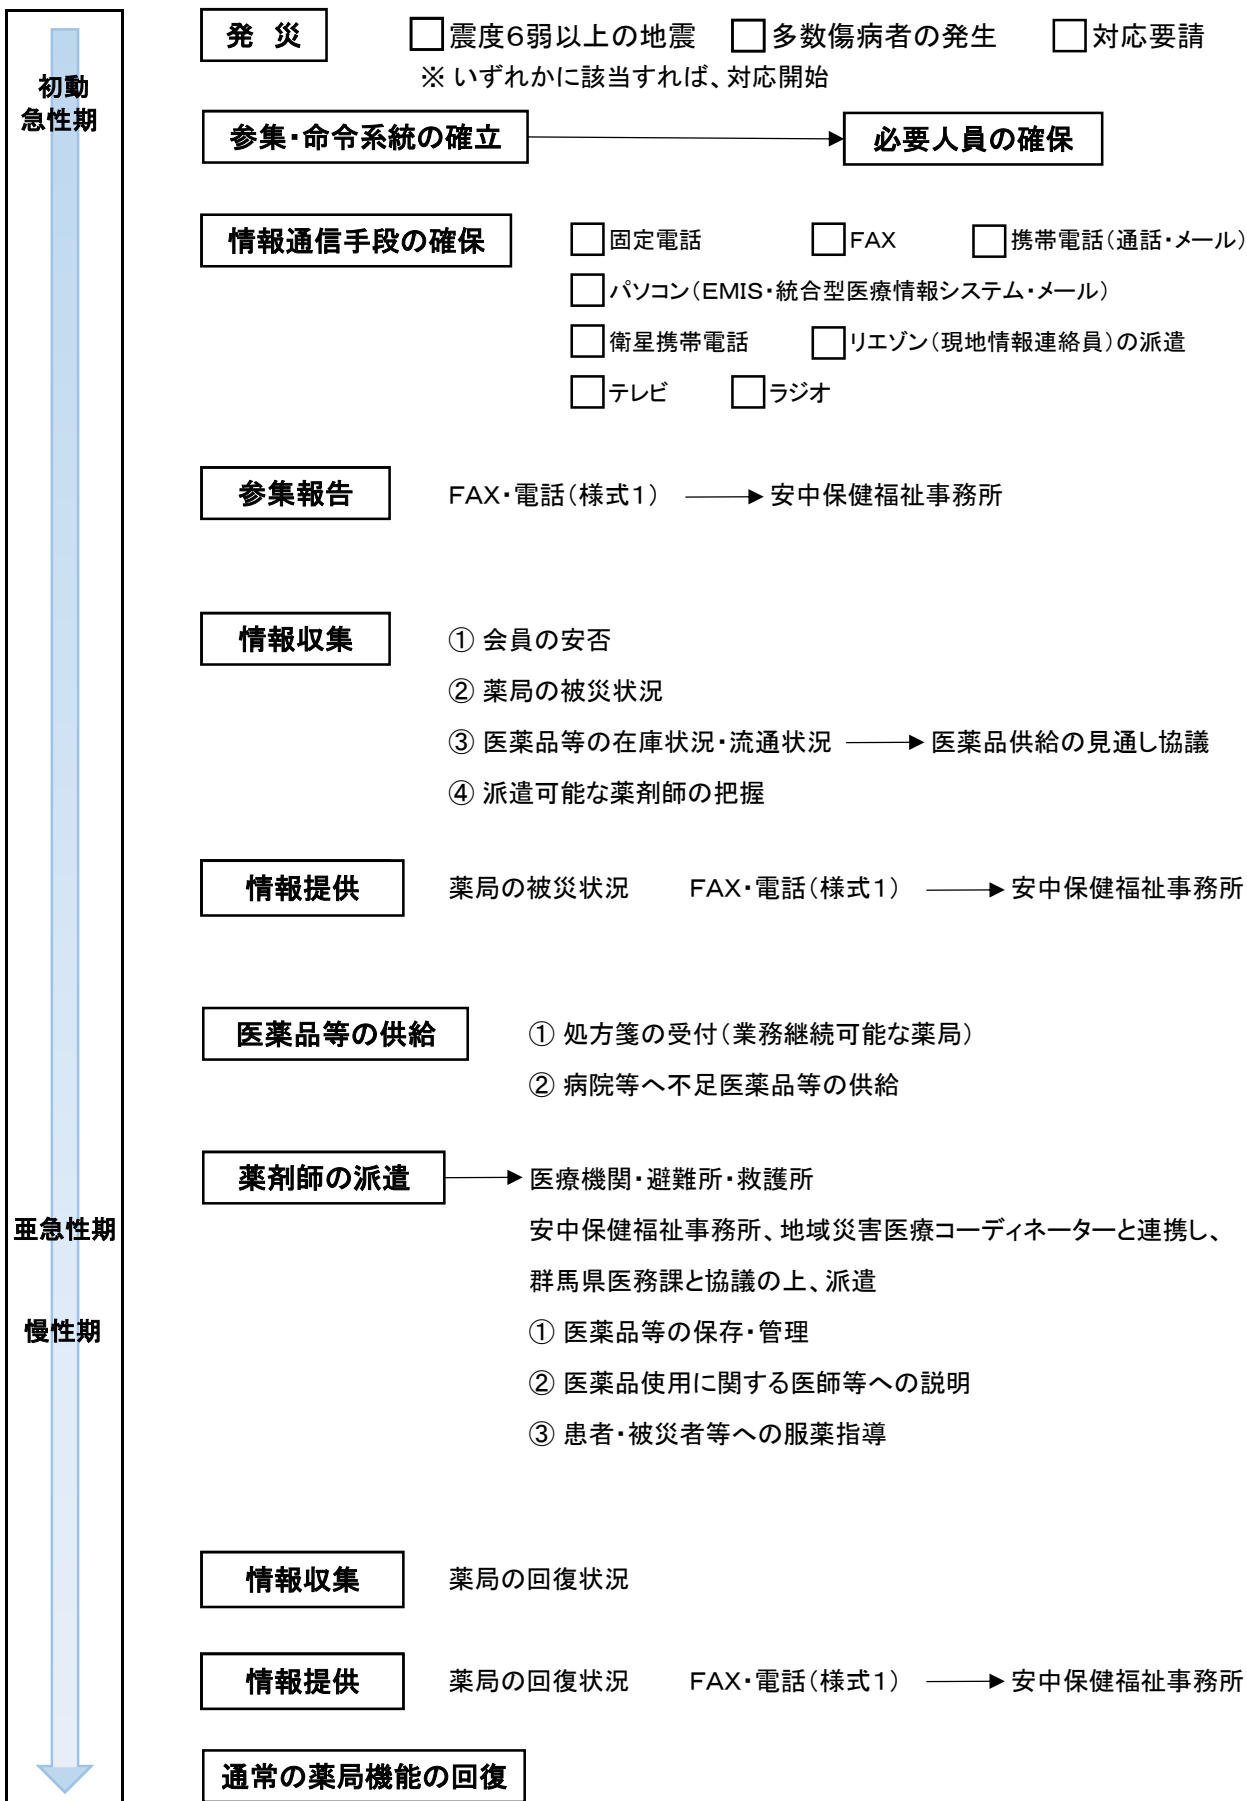 発 災 □震度6弱以上の地震 □多数傷病者の発生 □対応要請
※ いずれかに該当すれば、対応開始
初動
急性期
参集・命令系統の確立 必要人員の確保
情報通信手段の確保 □固定電話 □FAX □携帯電話(通話・メール)
□パソコン(EMIS・統合型医療情報システム・メール)
□衛星携帯電話 □リエゾン(現地情報連絡員)の派遣
□テレビ □ラジオ
参集報告 FAX・電話(様式1) → 安中保健福祉事務所
情報収集 ① 会員の安否
② 薬局の被災状況
③ 医薬品等の在庫状況・流通状況 → 医薬品供給の見通し協議
④ 派遣可能な薬剤師の把握
情報提供 薬局の被災状況 FAX・電話(様式1) → 安中保健福祉事務所
医薬品等の供給 ① 処方箋の受付(業務継続可能な薬局)
② 病院等へ不足医薬品等の供給
薬剤師の派遣 → 医療機関・避難所・救護所
亜急性期 安中保健福祉事務所、地域災害医療コーディネーターと連携し、
群馬県医務課と協議の上、派遣
慢性期 ① 医薬品等の保存・管理
② 医薬品使用に関する医師等への説明
③ 患者・被災者等への服薬指導
情報収集 薬局の回復状況
情報提供 薬局の回復状況 FAX・電話(様式1) → 安中保健福祉事務所
通常の薬局機能の回復